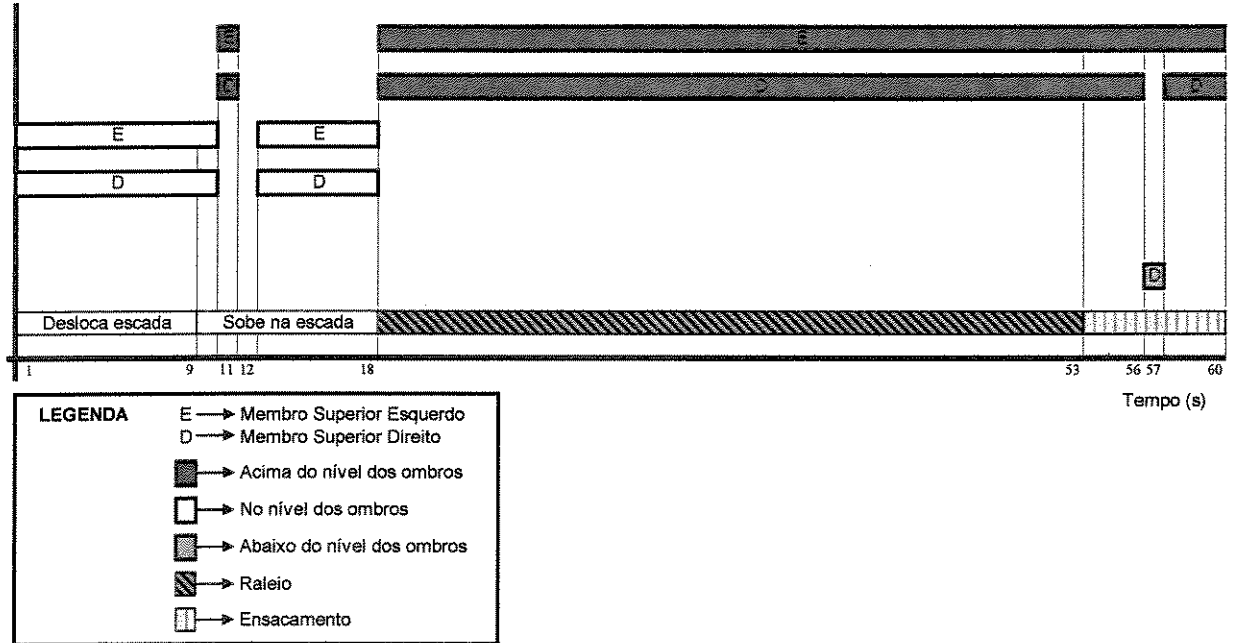 E
D E
D
E E
D D
D
Desloca escada Sobe na escada
1 9 11 12 18 53 56 57 60
Tempo (s)
LEGENDA E → Membro Superior Esquerdo
D → Membro Superior Direito
→ Acima do nível dos ombros
→ No nível dos ombros
→ Abaixo do nível dos ombros
→ Raleio
→ Ensacamento